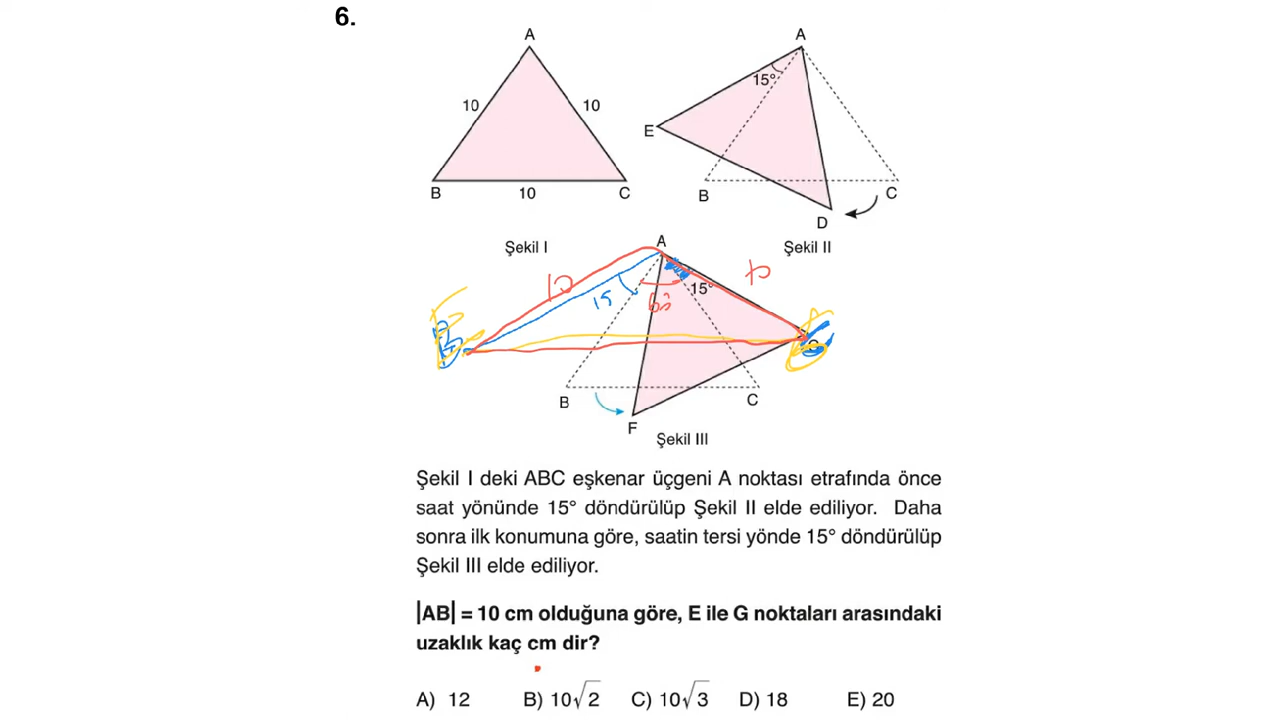 6.
A
10
10
B
10
C
Şekil I
A
15°
E
B
C
D
Şekil II
A
10
15
60
15°
B
C
F
Şekil III
Şekil I deki ABC eşkenar üçgeni A noktası etrafında önce
saat yönünde 15° döndürülüp Şekil II elde ediliyor. Daha
sonra ilk konumuna göre, saatin tersi yönde 15° döndürülüp
Şekil III elde ediliyor.
|AB| = 10 cm olduğuna göre, E ile G noktaları arasındaki
uzaklık kaç cm dir?
A) 12 B) 10√2 C) 10√3 D) 18 E) 20